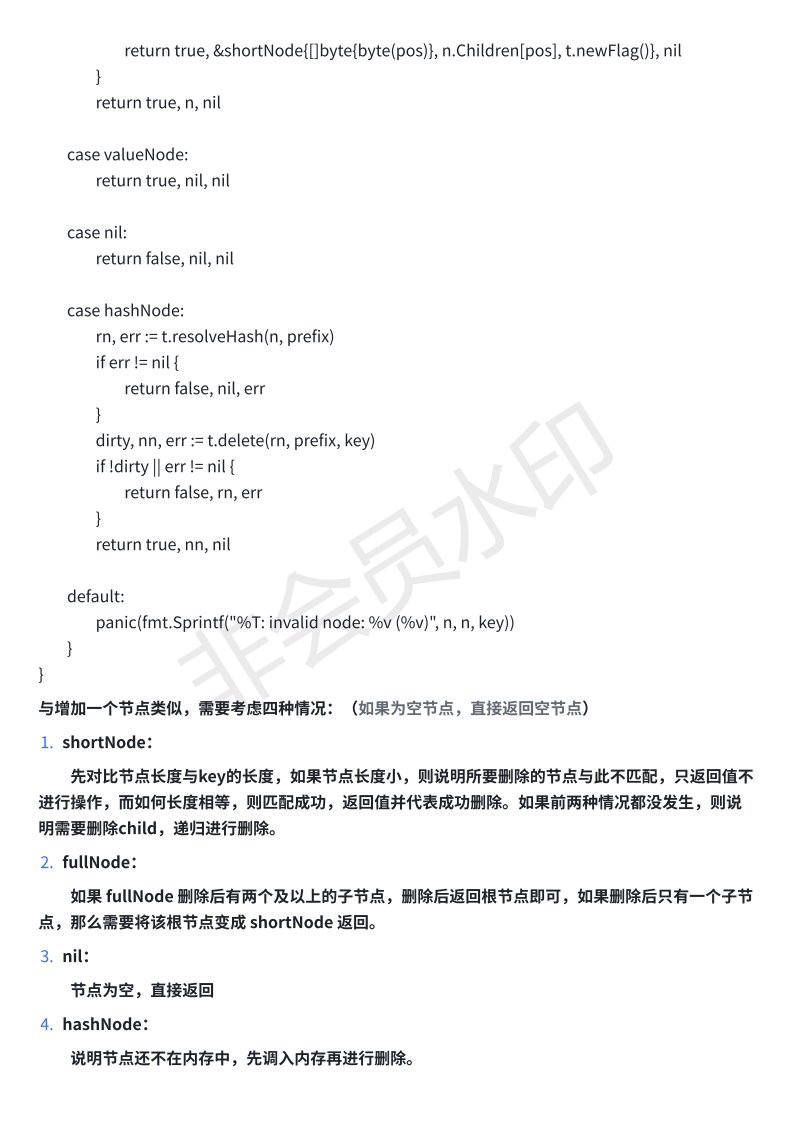 return true, &shortNode{[]byte{byte(pos)}, n.Children[pos], t.newFlag()}, nil
}
return true, n, nil
case valueNode:
return true, nil, nil
case nil:
return false, nil, nil
case hashNode:
rn, err := t.resolveHash(n, prefix)
if err != nil {
return false, nil, err
}
dirty, nn, err := t.delete(rn, prefix, key)
if !dirty || err != nil {
return false, rn, err
}
return true, nn, nil
default:
panic(fmt.Sprintf("%T: invalid node: %v (%v)", n, n, key))
}
}
与增加一个节点类似，需要考虑四种情况：（如果为空节点，直接返回空节点）
1. shortNode：
先对比节点长度与key的长度，如果节点长度小，则说明所要删除的节点与此不匹配，只返回值不
进行操作，而如何长度相等，则匹配成功，返回值并代表成功删除。如果前两种情况都没发生，则说
明需要删除child，递归进行删除。
2. fullNode：
如果 fullNode 删除后有两个及以上的子节点，删除后返回根节点即可，如果删除后只有一个子节
点，那么需要将该根节点变成 shortNode 返回。
3. nil：
节点为空，直接返回
4. hashNode：
说明节点还不在内存中，先调入内存再进行删除。
非会员水印